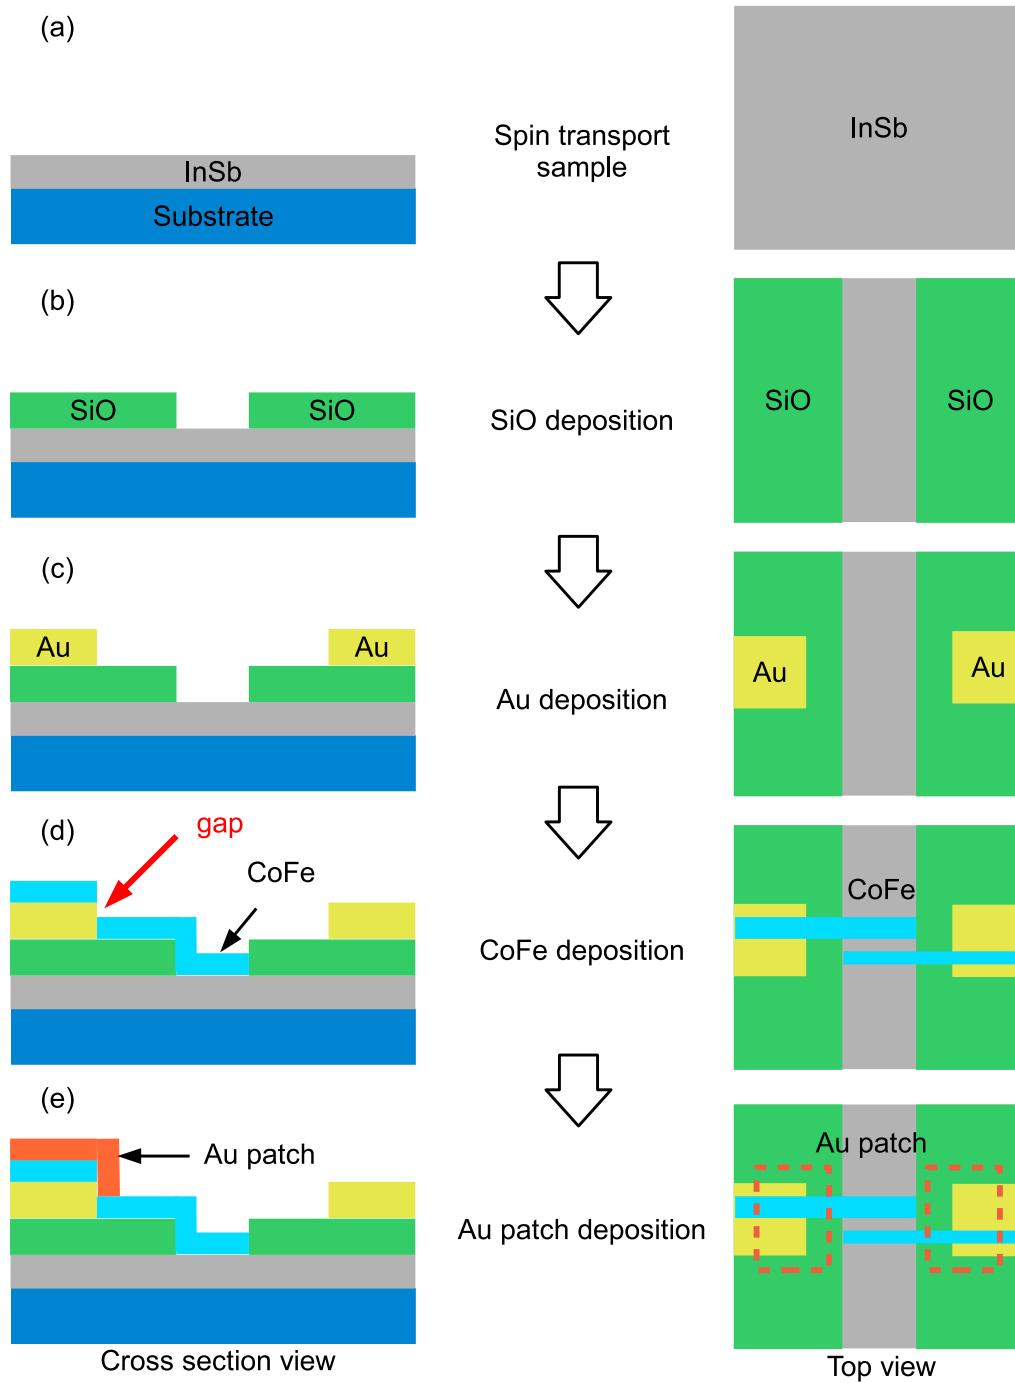 (a)
InSb
Substrate
Spin transport
sample
InSb
(b)
SiO
SiO
SiO deposition
SiO
SiO
(c)
Au
Au
Au deposition
Au
Au
(d)
gap
CoFe
CoFe deposition
CoFe
(e)
Au patch
Au patch deposition
Au patch
Cross section view
Top view